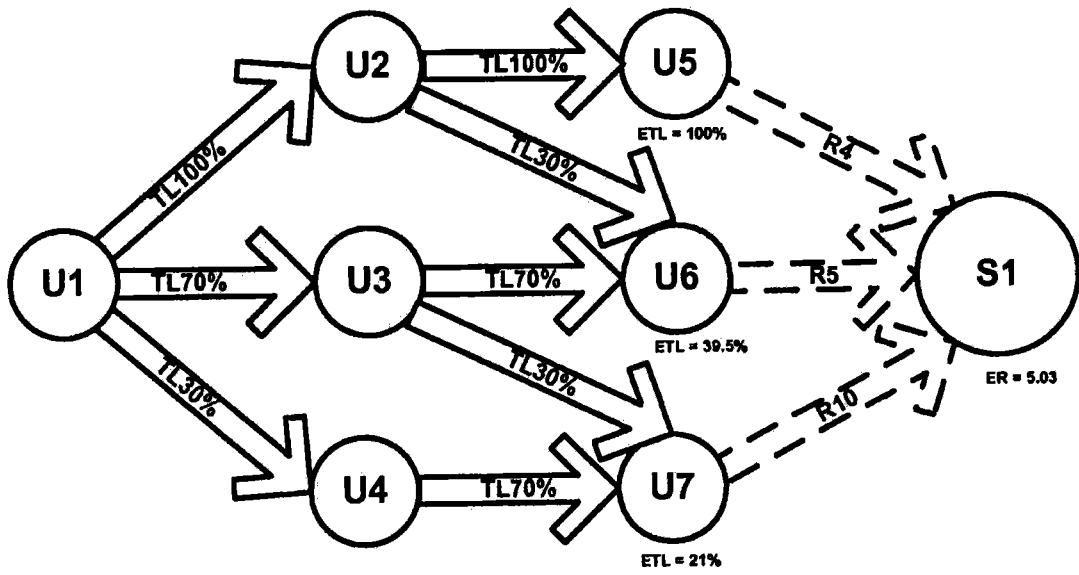 U2
TL100%
U5
ETL = 100%
TL100%
TL30%
R4
U1
TL70%
U3
TL70%
U6
R5
S1
ETL = 39.5%
ER = 5.03
TL30%
TL30%
R10
U4
TL70%
U7
ETL = 21%